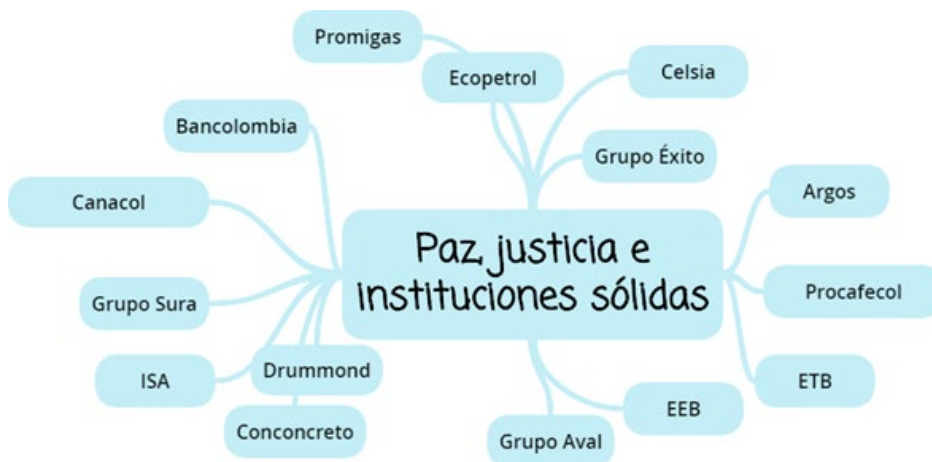 Promigas
Ecopetrol
Celsia
Bancolombia
Grupo Éxito
Canacol
Argos
Paz, justicia e
instituciones sólidas
Grupo Sura
Procafecol
ISA
Drummond
ETB
EEB
Conconcreto
Grupo Aval